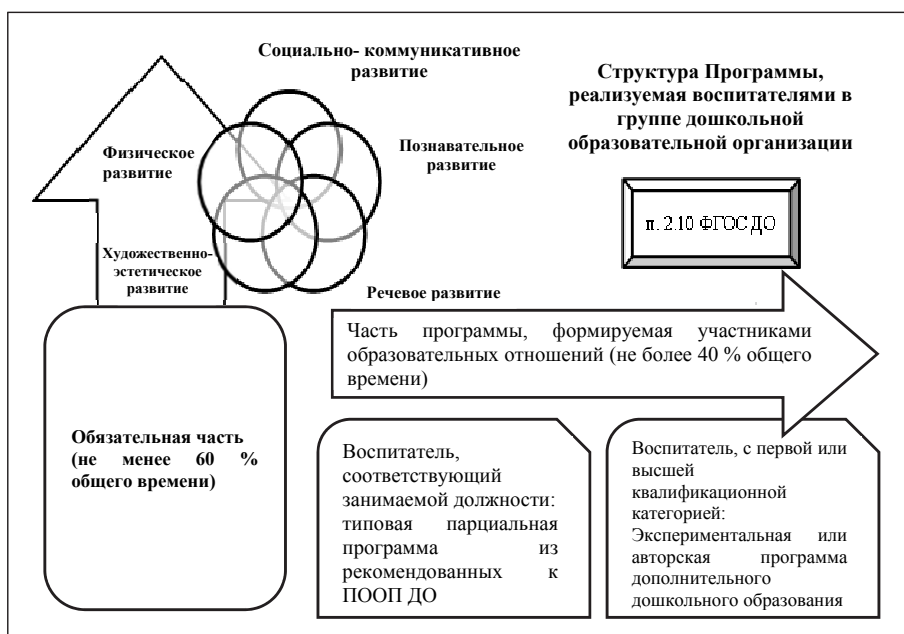 Социально- коммуникативное
развитие
Структура Программы,
реализуемая воспитателями в
группе дошкольной
образовательной организации
Физическое
развитие
Познавательное
развитие
п. 2.10 ФГОС ДО
Художественно-
эстетическое
развитие
Речевое развитие
Часть программы, формируемая участниками
образовательных отношений (не более 40 % общего
времени)
Обязательная часть
(не менее 60 %
общего времени)
Воспитатель,
соответствующий
занимаемой должности:
типовая парциальная
программа из
рекомендованных к
ПООП ДО
Воспитатель, с первой или
высшей
квалификационной
категорией:
Экспериментальная или
авторская программа
дополнительного
дошкольного образования